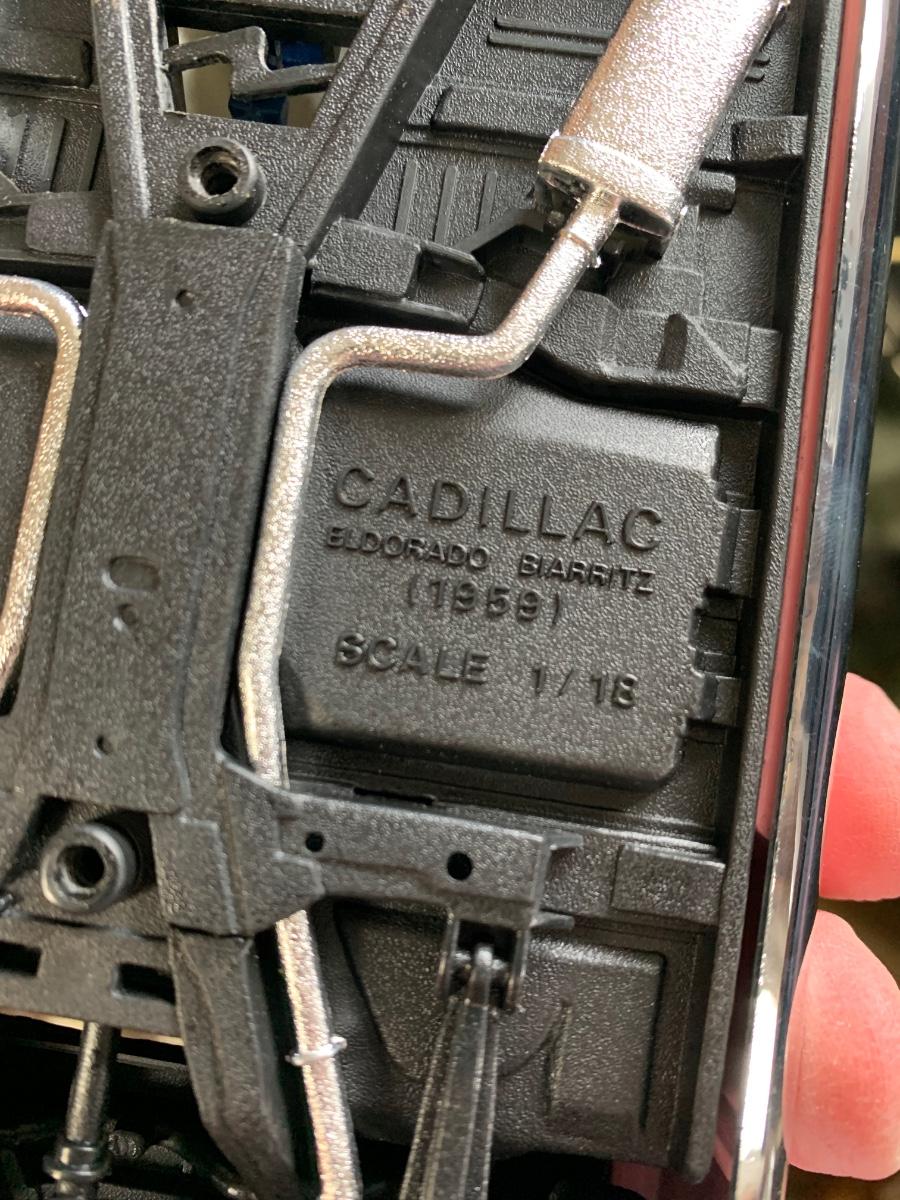 CADILLAC
ELDORADO BIARRITZ
(1959)
SCALE 1/18